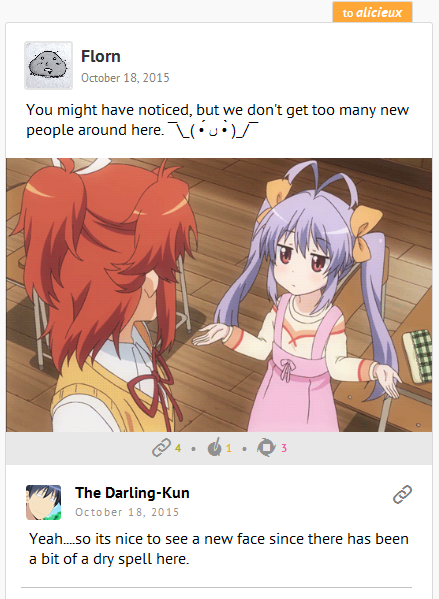 to alicieux
Florn
October 18, 2015
You might have noticed, but we don't get too many new
people around here. ¯\_( •́ ᴗ •̀ )_/¯
4 • 1 • 3
The Darling-Kun
October 18, 2015
Yeah....so its nice to see a new face since there has been
a bit of a dry spell here.